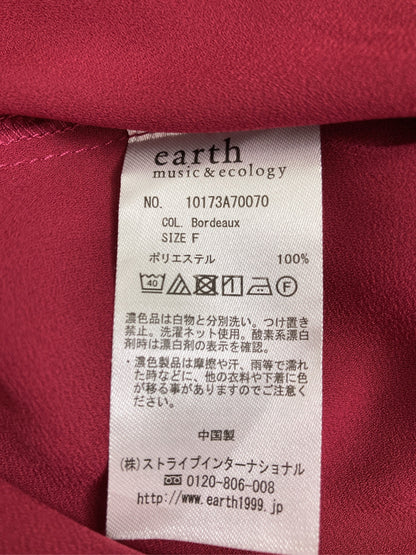 earth
music&ecology
NO. 10173A70070
COL. Bordeaux
SIZE F
ポリエステル 100%
40 F
濃色品は白物と分別洗い。つけ置き
禁止。洗濯ネット使用。酸素系漂白
剤時は漂白剤の表示を確認。
・濃色製品は摩擦や汗、雨等で濡れ
た時などに、他の衣料や下着に色
が移る事がありますのでご注意
ください。
中国製
(株)ストライプインターナショナル
0120-806-008
http://www.earth1999.jp/